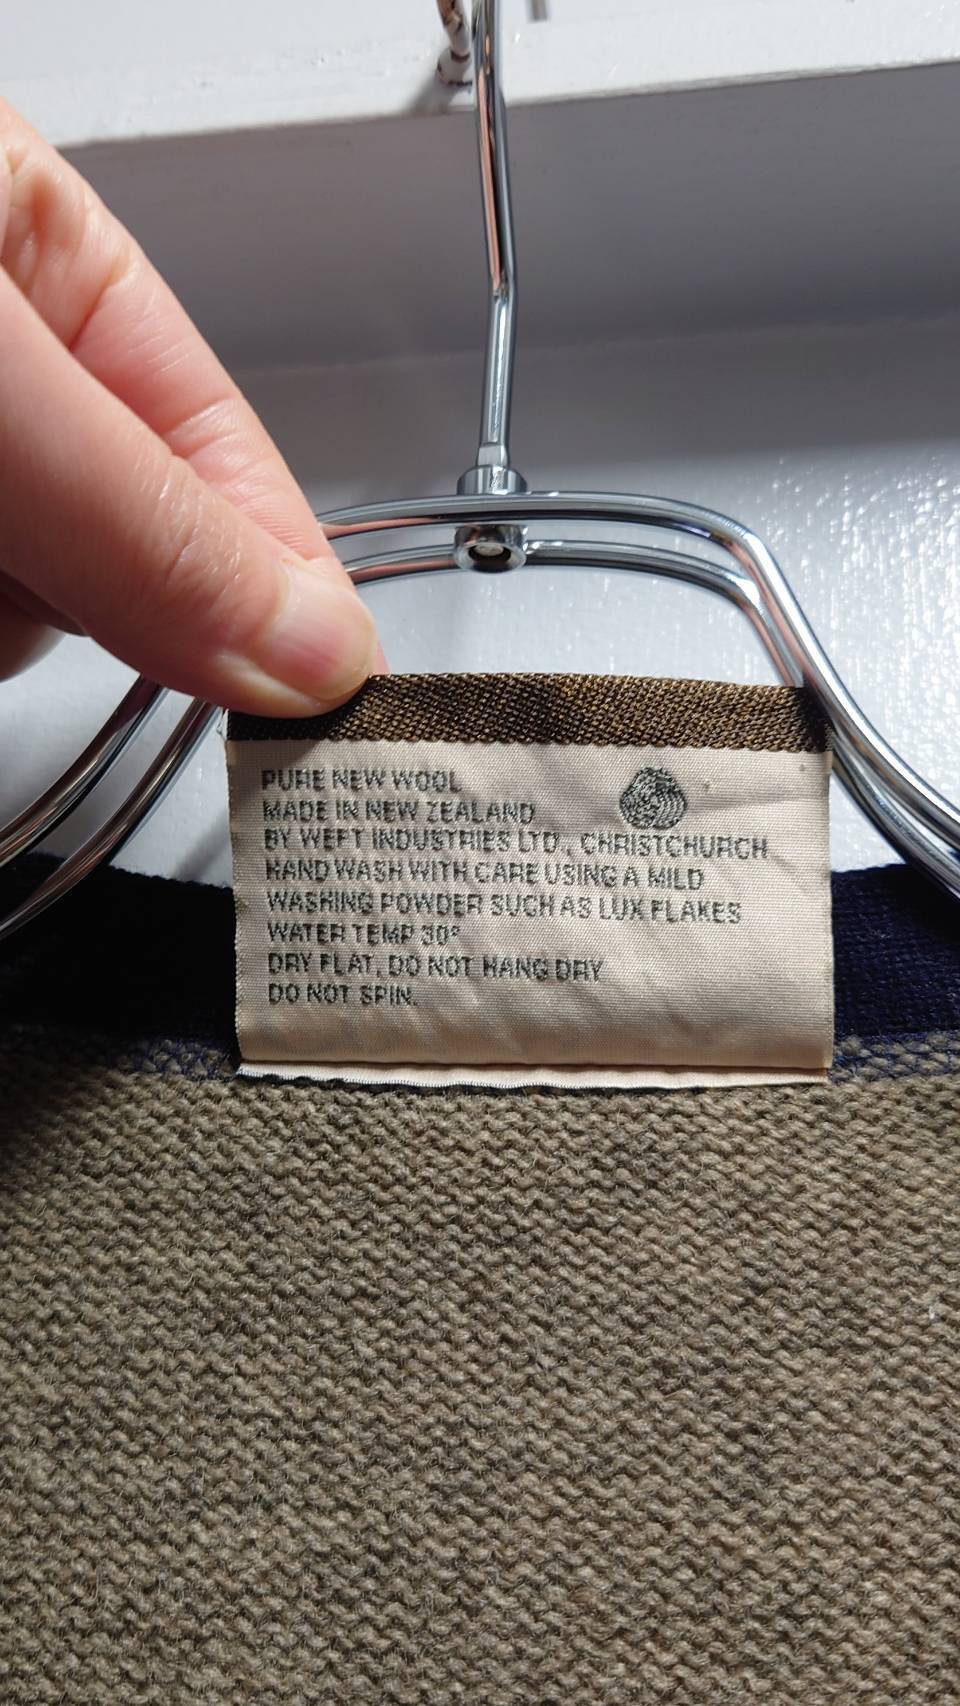 PURE NEW WOOL
MADE IN NEW ZEALAND
BY WEFT INDUSTRIES LTD., CHRISTCHURCH
HAND WASH WITH CARE USING A MILD
WASHING POWDER SUCH AS LUX FLAKES
WATER TEMP 30°
DRY FLAT, DO NOT HANG DRY
DO NOT SPIN.